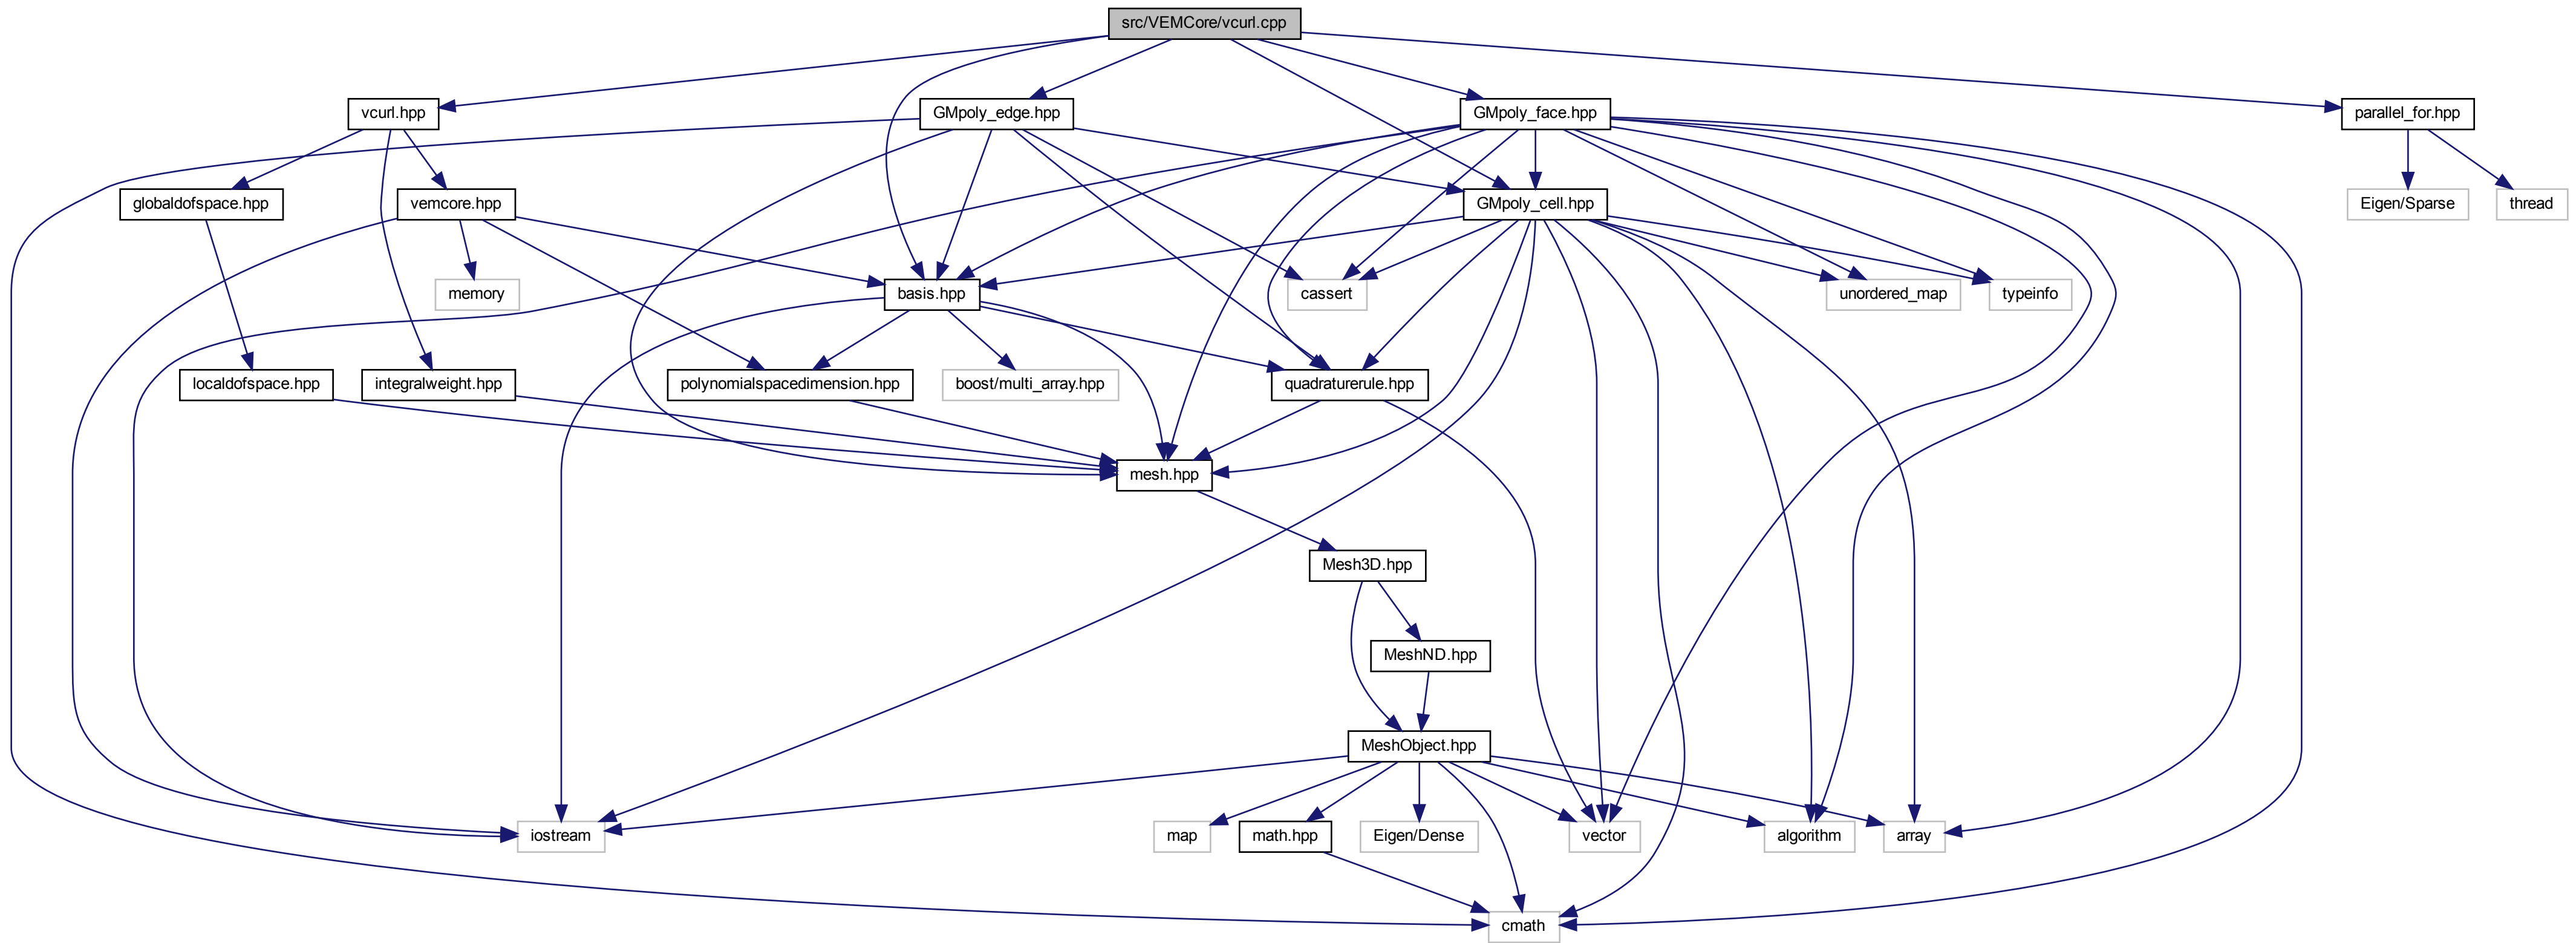 src/VEMCore/vcurl.cpp
vcurl.hpp
GMpoly_edge.hpp
GMpoly_face.hpp
parallel_for.hpp
globaldofspace.hpp
vemcore.hpp
GMpoly_cell.hpp
Eigen/Sparse
thread
memory
basis.hpp
cassert
unordered_map
typeinfo
localdofspace.hpp
integralweight.hpp
polynomialspacedimension.hpp
boost/multi_array.hpp
quadraturerule.hpp
mesh.hpp
Mesh3D.hpp
MeshND.hpp
MeshObject.hpp
iostream
map
math.hpp
Eigen/Dense
vector
algorithm
array
cmath